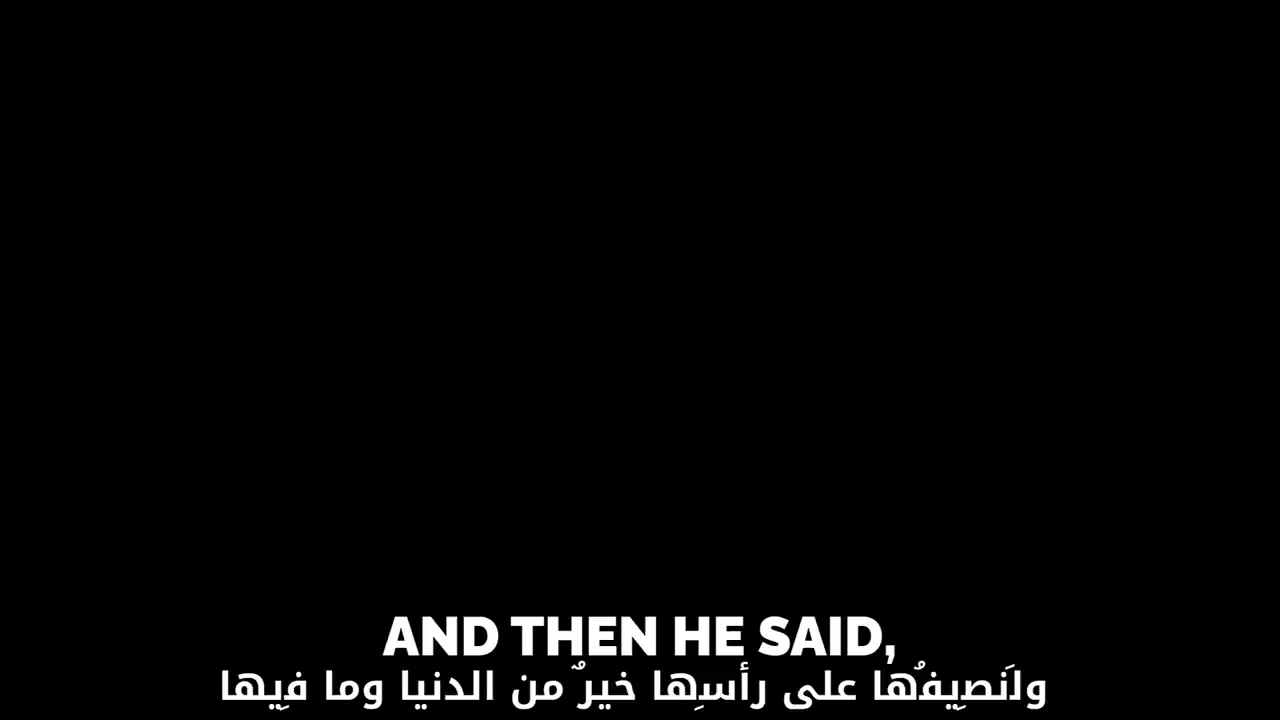 AND THEN HE SAID,
ولَنصِيفُها على رأسِها خيرٌ من الدنيا وما فِيها